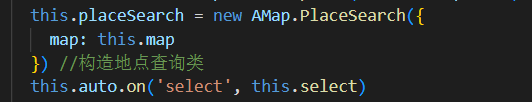 this.placeSearch = new AMap.PlaceSearch({
  map: this.map
}) //构造地点查询类
this.auto.on('select', this.select)